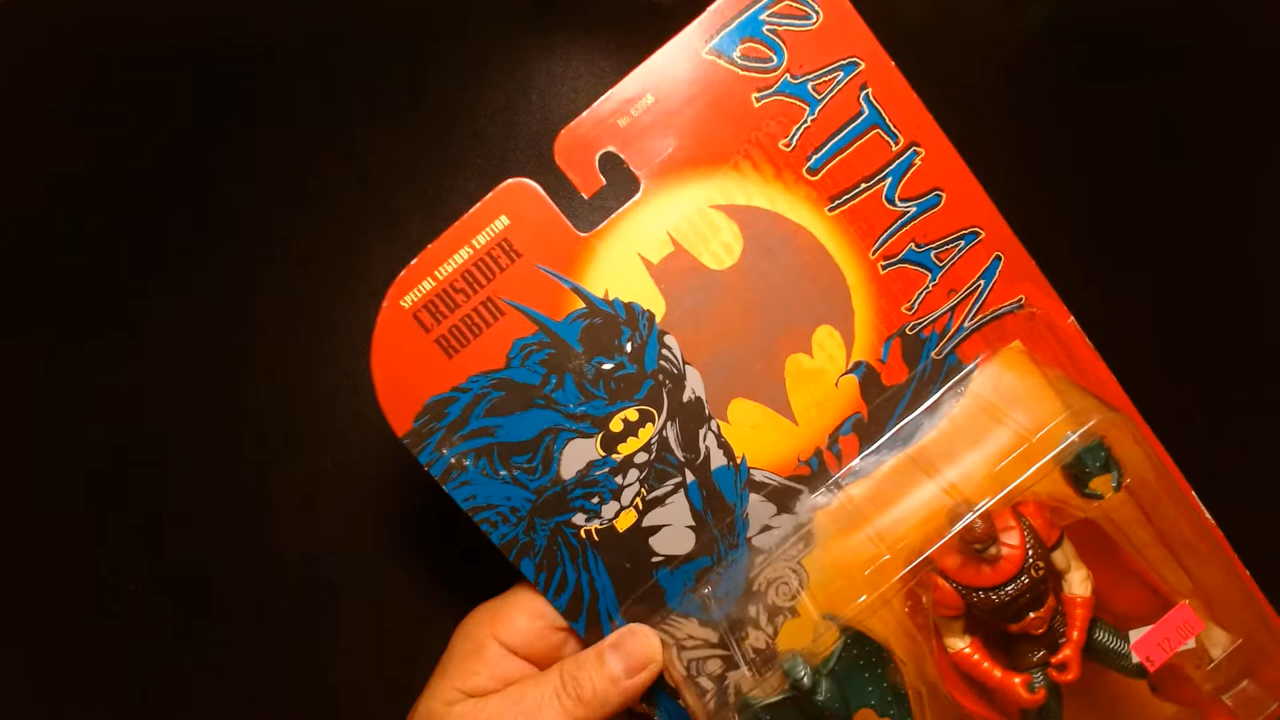 BATMAN
No. 63958
SPECIAL LEGENDS EDITION
CRUSADER
ROBIN
R
$ 12.00